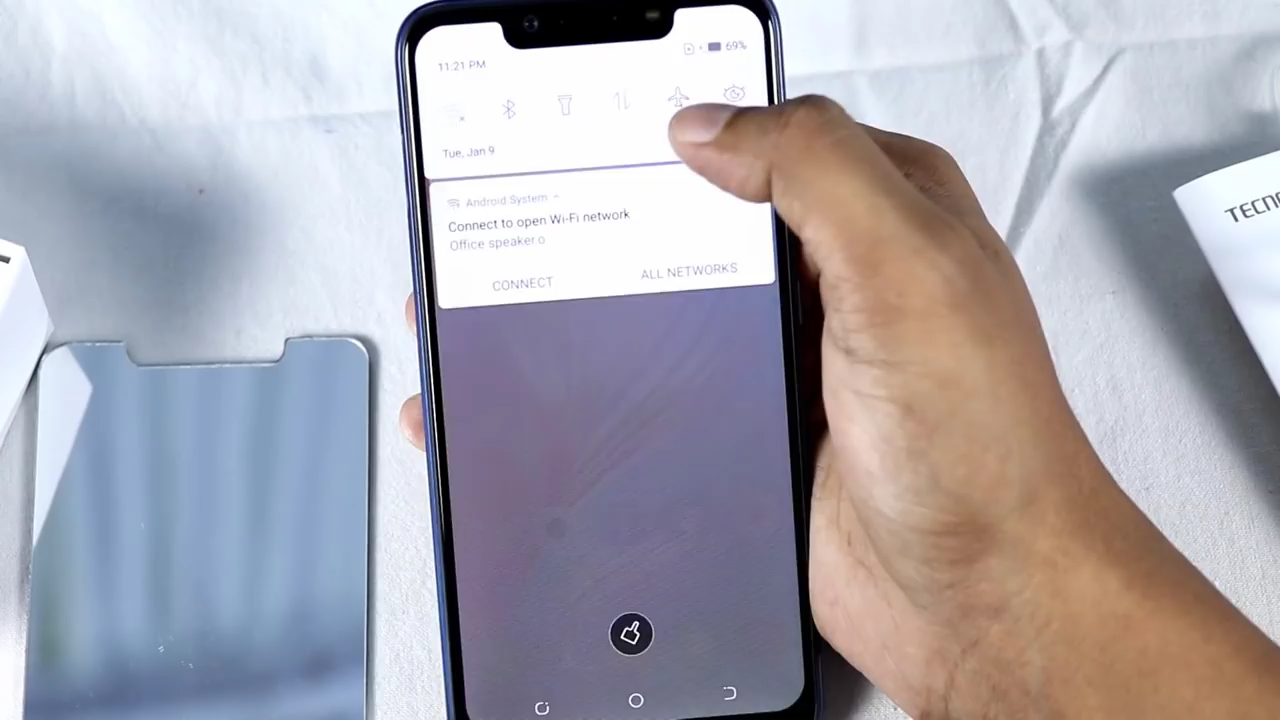 69%
11:21 PM
Tue, Jan 9
Android System
Connect to open Wi-Fi network
Office speaker.o
CONNECT
ALL NETWORKS
TECN